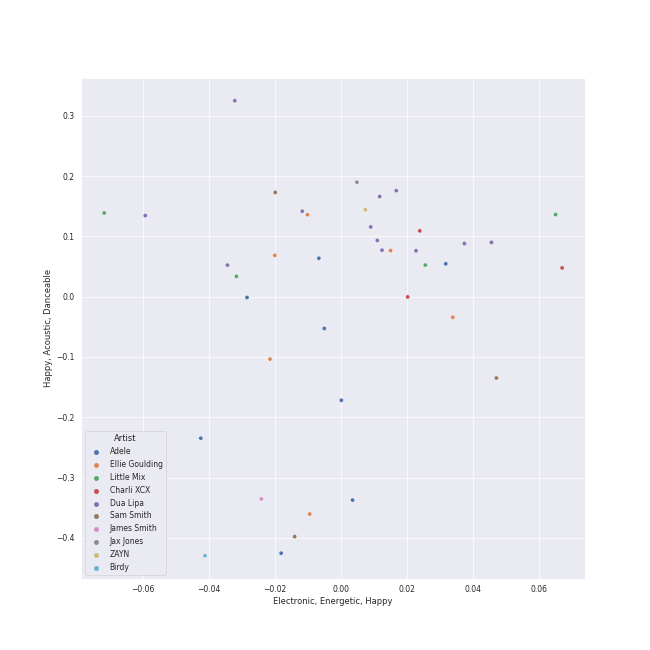 0.3
0.2
0.1
0.0
−0.1
−0.2
−0.3
−0.4
Happy, Acoustic, Danceable
Artist
Adele
Ellie Goulding
Little Mix
Charli XCX
Dua Lipa
Sam Smith
James Smith
Jax Jones
ZAYN
Birdy
−0.06 −0.04 −0.02 0.00 0.02 0.04 0.06
Electronic, Energetic, Happy